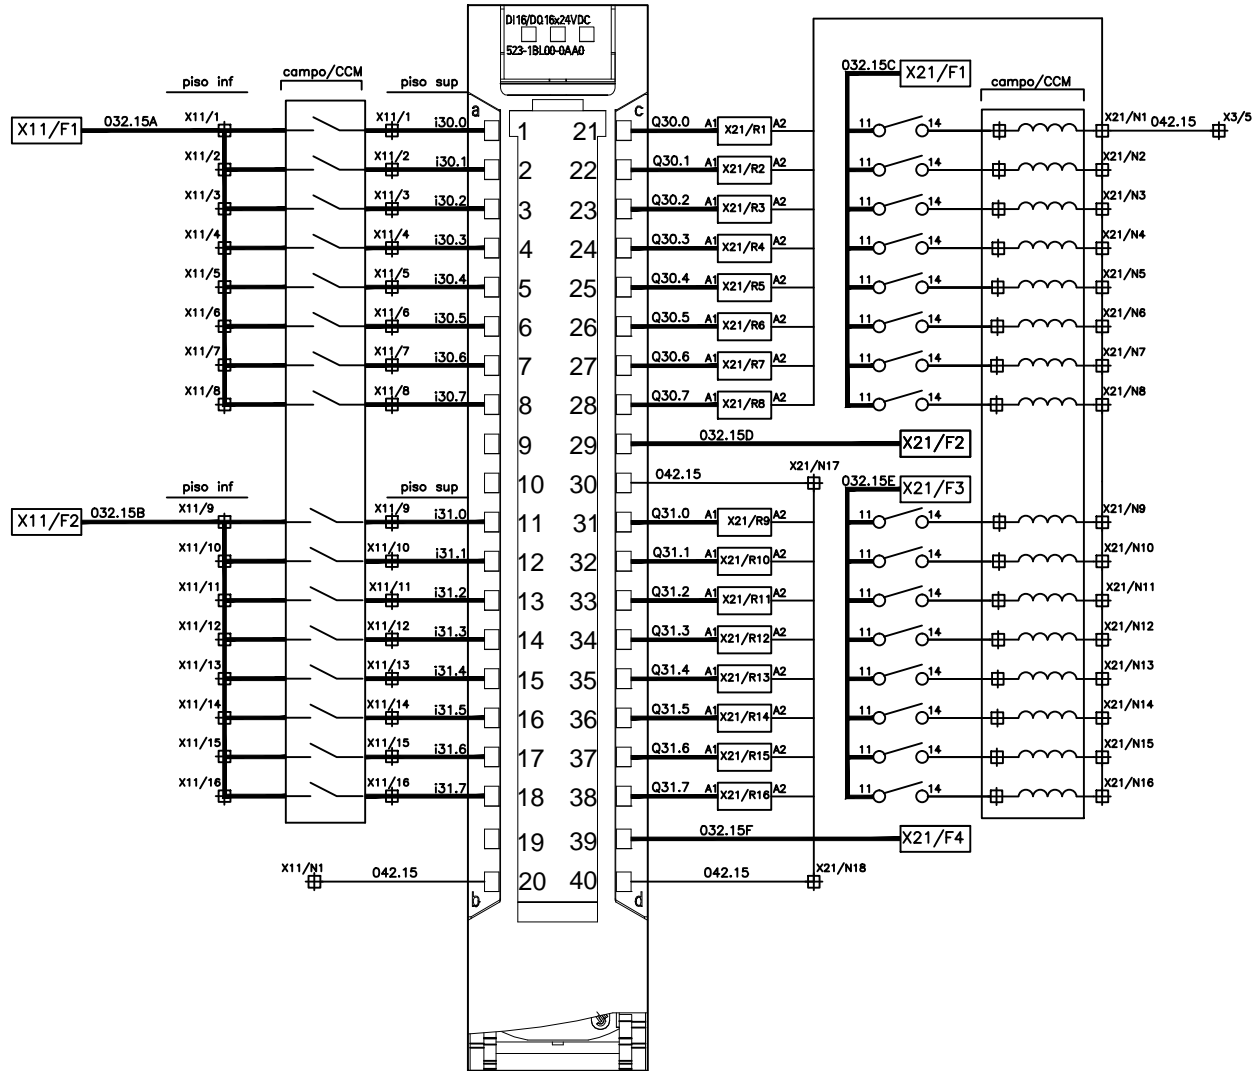 DI16/DQ16x24VDC
523-1BL00-0AA0
piso inf
campo/CCM
piso sup
a
c
032.15C
X21/F1
campo/CCM
X11/F1
032.15A
X11/1
X11/1
i30.0
1
21
Q30.0
A1
X21/R1
A2
11
14
X21/N1
042.15
X3/5
X11/2
X11/2
i30.1
2
22
Q30.1
A1
X21/R2
A2
11
14
X21/N2
X11/3
X11/3
i30.2
3
23
Q30.2
A1
X21/R3
A2
11
14
X21/N3
X11/4
X11/4
i30.3
4
24
Q30.3
A1
X21/R4
A2
11
14
X21/N4
X11/5
X11/5
i30.4
5
25
Q30.4
A1
X21/R5
A2
11
14
X21/N5
X11/6
X11/6
i30.5
6
26
Q30.5
A1
X21/R6
A2
11
14
X21/N6
X11/7
X11/7
i30.6
7
27
Q30.6
A1
X21/R7
A2
11
14
X21/N7
X11/8
X11/8
i30.7
8
28
Q30.7
A1
X21/R8
A2
11
14
X21/N8
9
29
032.15D
X21/F2
10
30
042.15
X21/N17
piso inf
piso sup
032.15E
X21/F3
X11/F2
032.15B
X11/9
X11/9
i31.0
11
31
Q31.0
A1
X21/R9
A2
11
14
X21/N9
X11/10
X11/10
i31.1
12
32
Q31.1
A1
X21/R10
A2
11
14
X21/N10
X11/11
X11/11
i31.2
13
33
Q31.2
A1
X21/R11
A2
11
14
X21/N11
X11/12
X11/12
i31.3
14
34
Q31.3
A1
X21/R12
A2
11
14
X21/N12
X11/13
X11/13
i31.4
15
35
Q31.4
A1
X21/R13
A2
11
14
X21/N13
X11/14
X11/14
i31.5
16
36
Q31.5
A1
X21/R14
A2
11
14
X21/N14
X11/15
X11/15
i31.6
17
37
Q31.6
A1
X21/R15
A2
11
14
X21/N15
X11/16
X11/16
i31.7
18
38
Q31.7
A1
X21/R16
A2
11
14
X21/N16
19
39
032.15F
X21/F4
X11/N1
042.15
20
40
042.15
X21/N18
b
d